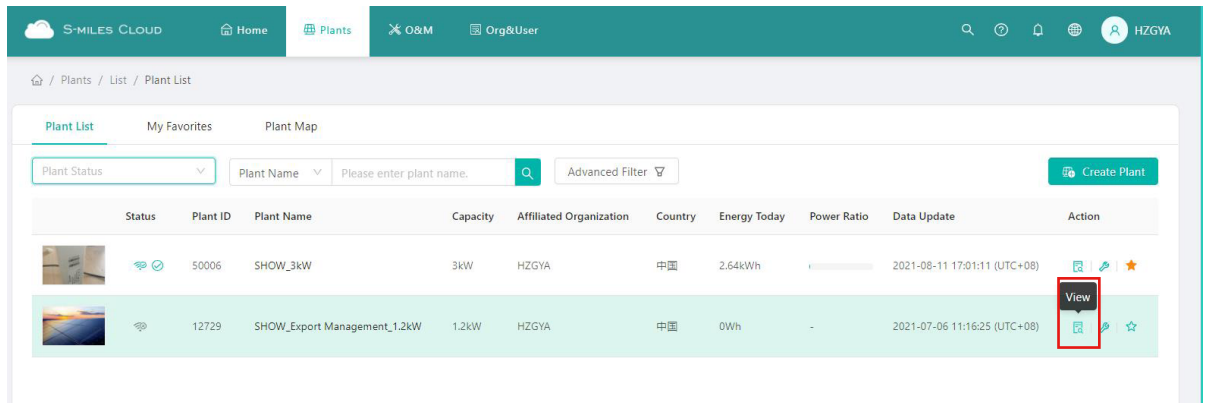 S-MILES CLOUD Home Plants O&M Org&User HZGYA
/ Plants / List / Plant List
Plant List My Favorites Plant Map
Plant Status Plant Name Please enter plant name. Advanced Filter Create Plant
Status Plant ID Plant Name Capacity Affiliated Organization Country Energy Today Power Ratio Data Update Action
50006 SHOW_3kW 3kW HZGYA 中国 2.64kWh 2021-08-11 17:01:11 (UTC+08)
View
12729 SHOW_Export Management_1.2kW 1.2kW HZGYA 中国 0Wh - 2021-07-06 11:16:25 (UTC+08)